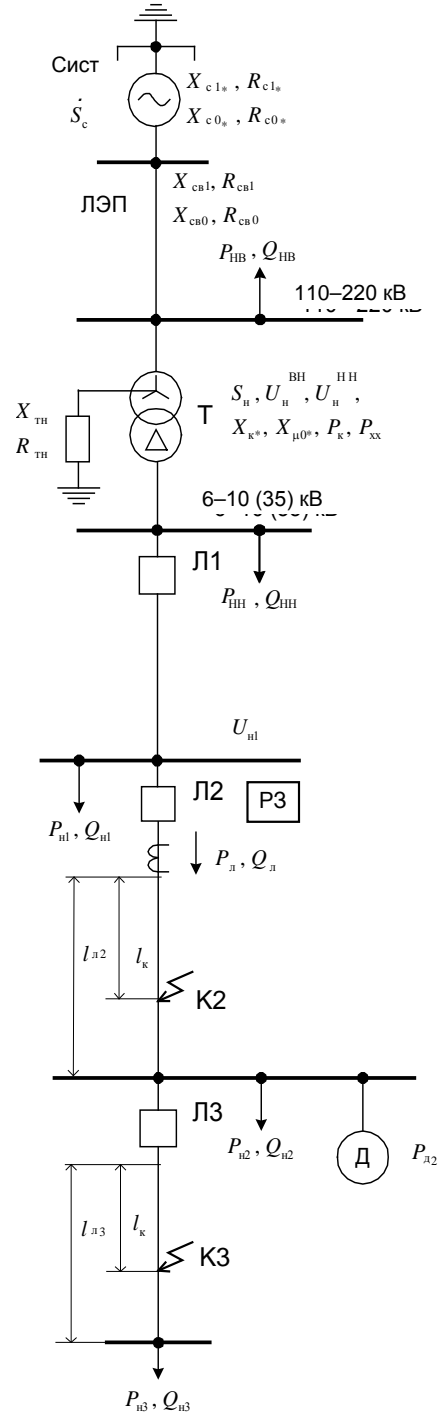 Сист
Ṡс
X с1* , R с1*
X с0* , R с0*
ЛЭП
X св1 , R св1
X св0 , R св0
P НВ , Q НВ
110–220 кВ
X тн
R тн
Т
S н , U н ВН , U н НН ,
X к* , X μ0* , P к , P хх
6–10 (35) кВ
Л1
P НН , Q НН
U н1
Л2
РЗ
P н1 , Q н1
P л , Q л
l л2
l к
К2
Л3
P н2 , Q н2
Д
P д2
l л3
l к
К3
P н3 , Q н3